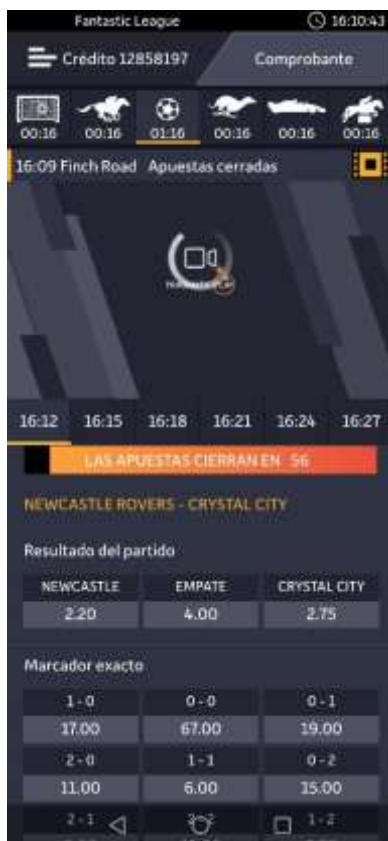 Fantastic League 16:10:43
Crédito 12858197 Comprobante
00:16 00:16 01:16 00:16 00:16 00:16
16:09 Finch Road Apuestas cerradas
16:12 16:15 16:18 16:21 16:24 16:27
LAS APUESTAS CIERRAN EN 56
NEWCASTLE ROVERS - CRYSTAL CITY
Resultado del partido
NEWCASTLE EMPATE CRYSTAL CITY
2.20 4.00 2.75
Marcador exacto
1 - 0 0 - 0 0 - 1
17.00 67.00 19.00
2 - 0 1 - 1 0 - 2
11.00 6.00 15.00
2 - 1 1 - 2